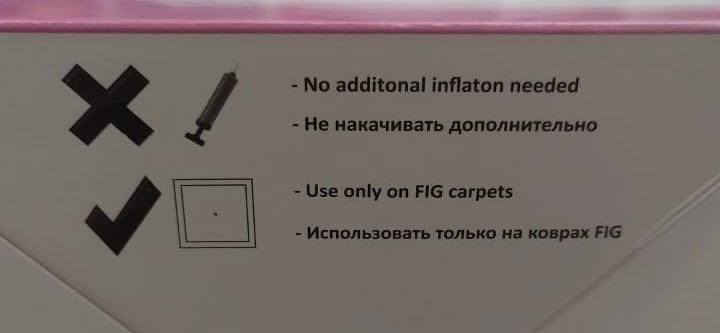 - No additonal inflaton needed
- Не накачивать дополнительно
- Use only on FIG carpets
- Использовать только на коврах FIG